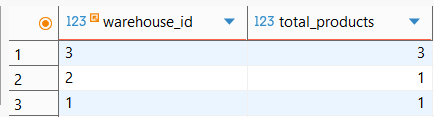 123 warehouse_id 123 total_products
1 3 3
2 2 1
3 1 1